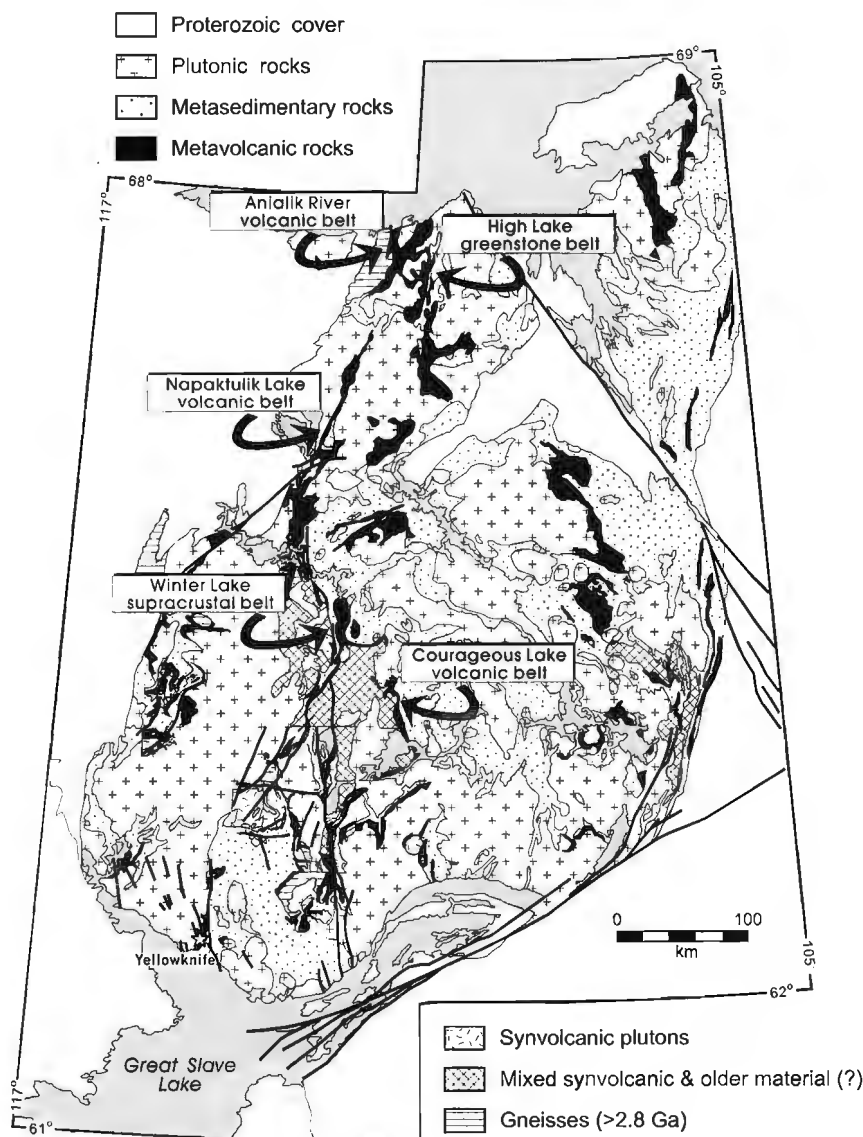 Proterozoic cover
Plutonic rocks
Metasedimentary rocks
Metavolcanic rocks
69°
105°
68°
117°
Anialik River
volcanic belt
High Lake
greenstone belt
Napaktulik Lake
volcanic belt
Winter Lake
supracrustal belt
Courageous Lake
volcanic belt
0 100
km
Yellowknife
105°
62°
Great Slave
Lake
117°
61°
Synvolcanic plutons
Mixed synvolcanic & older material (?)
Gneisses (>2.8 Ga)